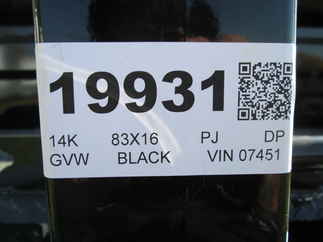 19931
14K 83X16 PJ DP
GVW BLACK VIN 07451